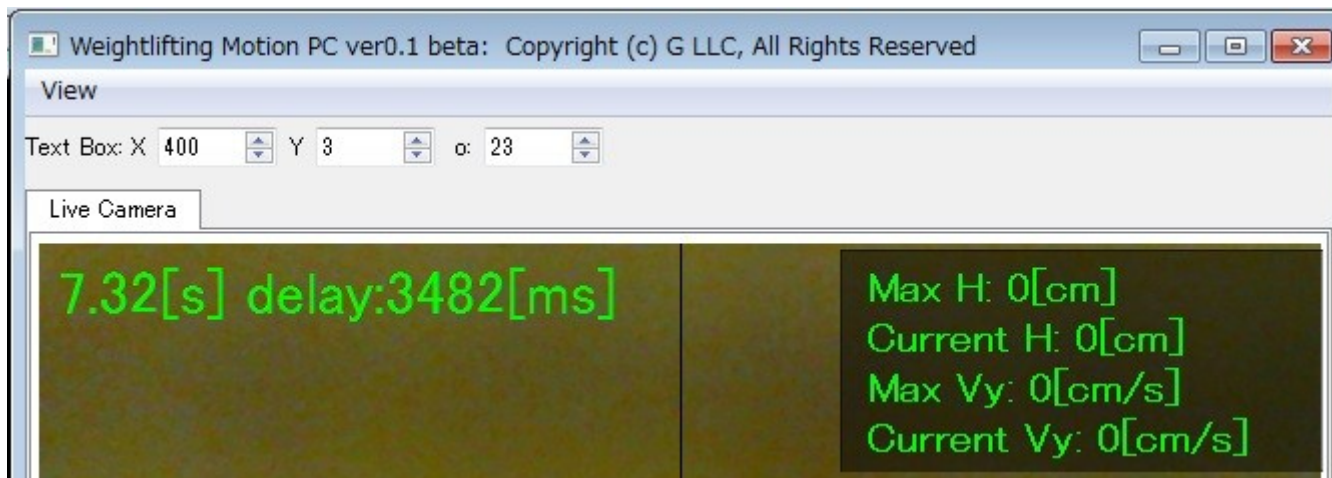 Weightlifting Motion PC ver0.1 beta: Copyright (c) G LLC, All Rights Reserved
View
Text Box: X 400 Y 3 o: 23
Live Camera
7.32[s] delay:3482[ms]
Max H: 0[cm]
Current H: 0[cm]
Max Vy: 0[cm/s]
Current Vy: 0[cm/s]